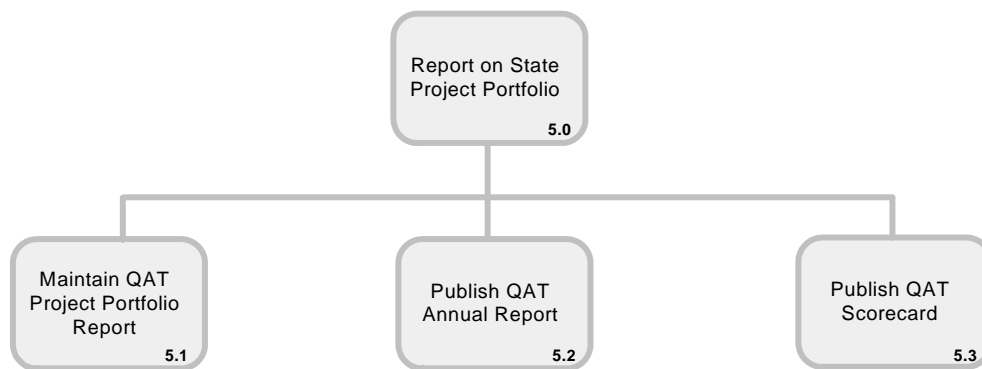 Report on State
Project Portfolio
5.0
Maintain QAT
Project Portfolio
Report
5.1
Publish QAT
Annual Report
5.2
Publish QAT
Scorecard
5.3